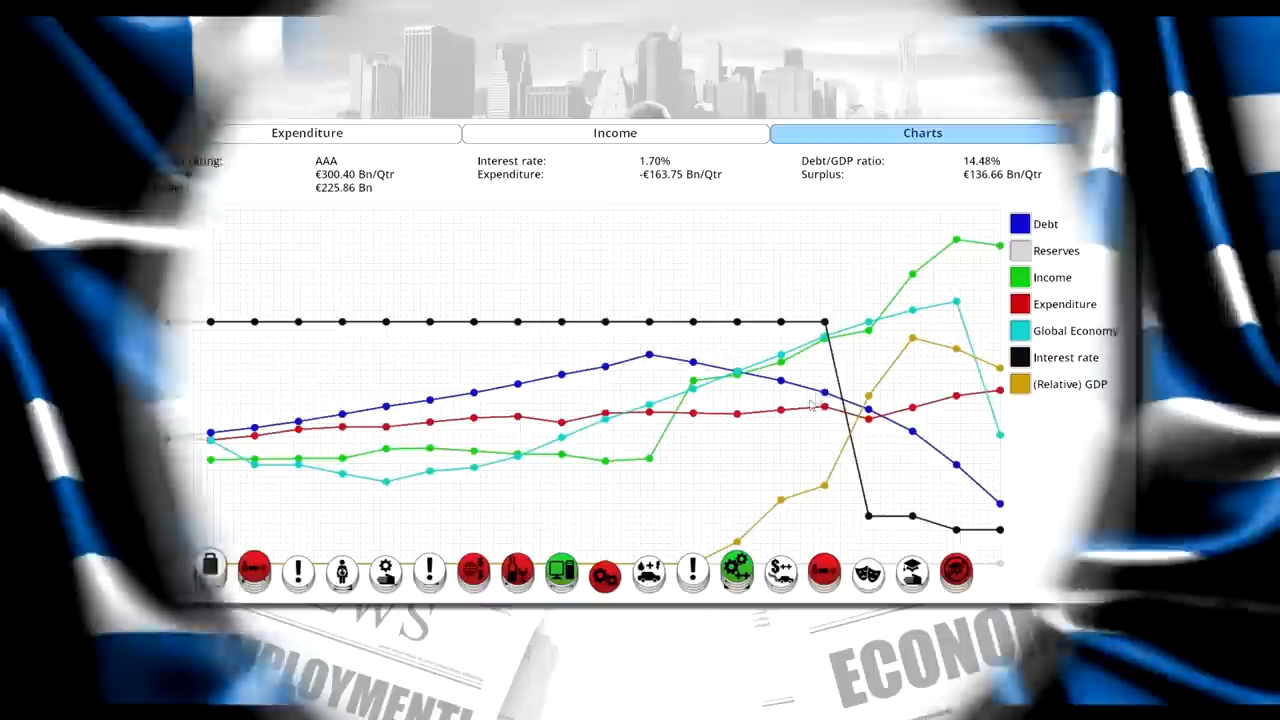 Expenditure Income Charts
AAA Interest rate: 1.70% Debt/GDP ratio: 14.48%
€300.40 Bn/Qtr Expenditure: -€163.75 Bn/Qtr Surplus: €136.66 Bn/Qtr
€225.86 Bn
Debt
Reserves
Income
Expenditure
Global Economy
Interest rate
(Relative) GDP